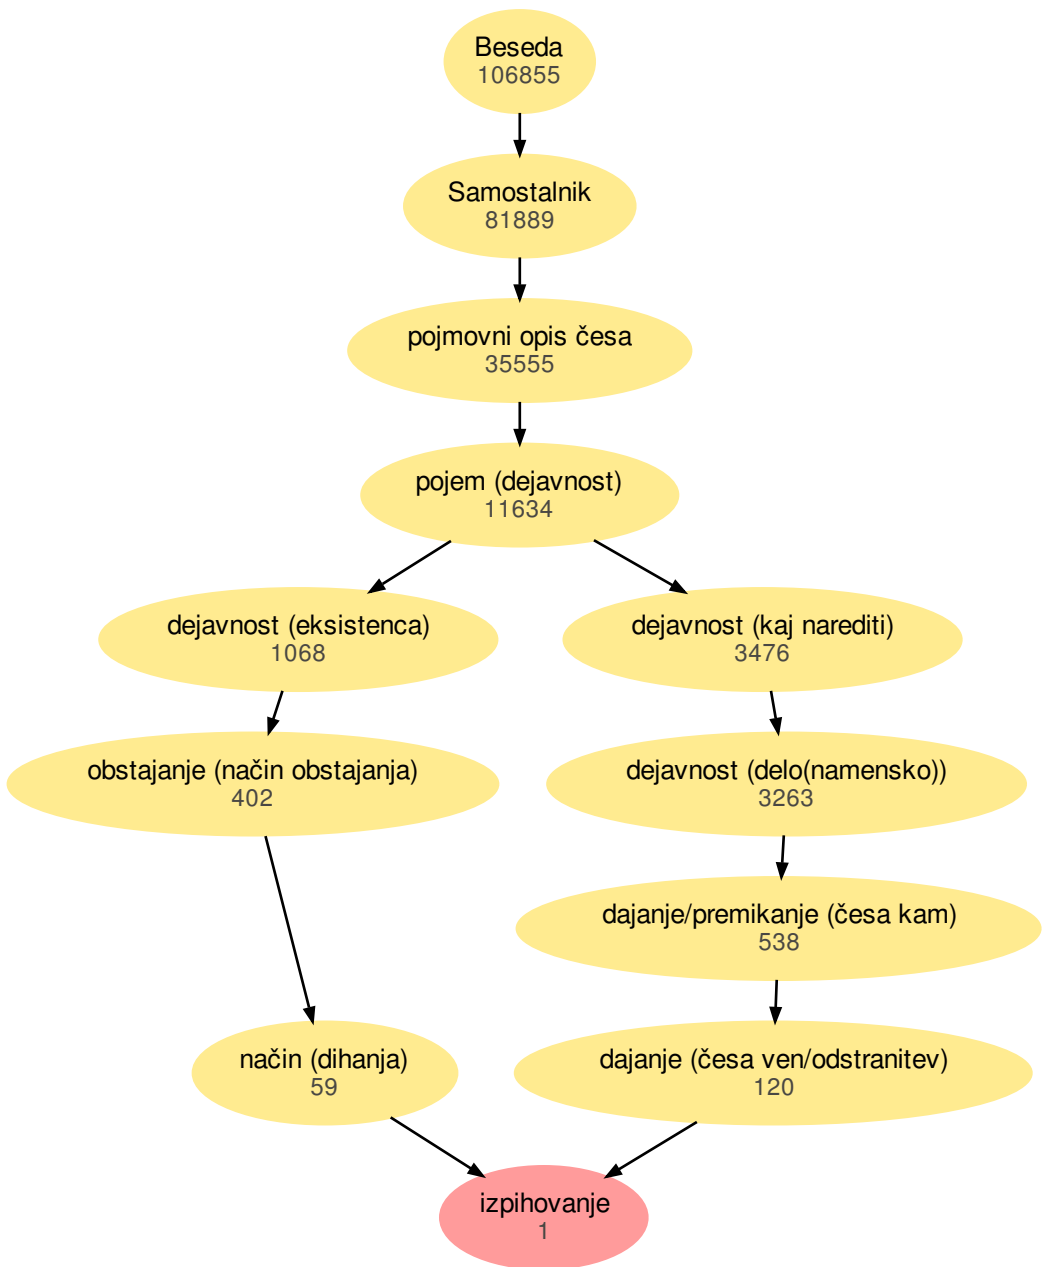 Beseda
106855
Samostalnik
81889
pojmovni opis česa
35555
pojem (dejavnost)
11634
dejavnost (eksistenca)
1068
dejavnost (kaj narediti)
3476
obstajanje (način obstajanja)
402
dejavnost (delo(namensko))
3263
dajanje/premikanje (česa kam)
538
način (dihanja)
59
dajanje (česa ven/odstranitev)
120
izpihovanje
1